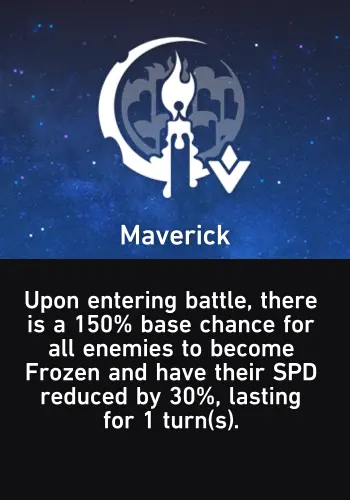 Maverick
Upon entering battle, there
is a 150% base chance for
all enemies to become
Frozen and have their SPD
reduced by 30%, lasting
for 1 turn(s).